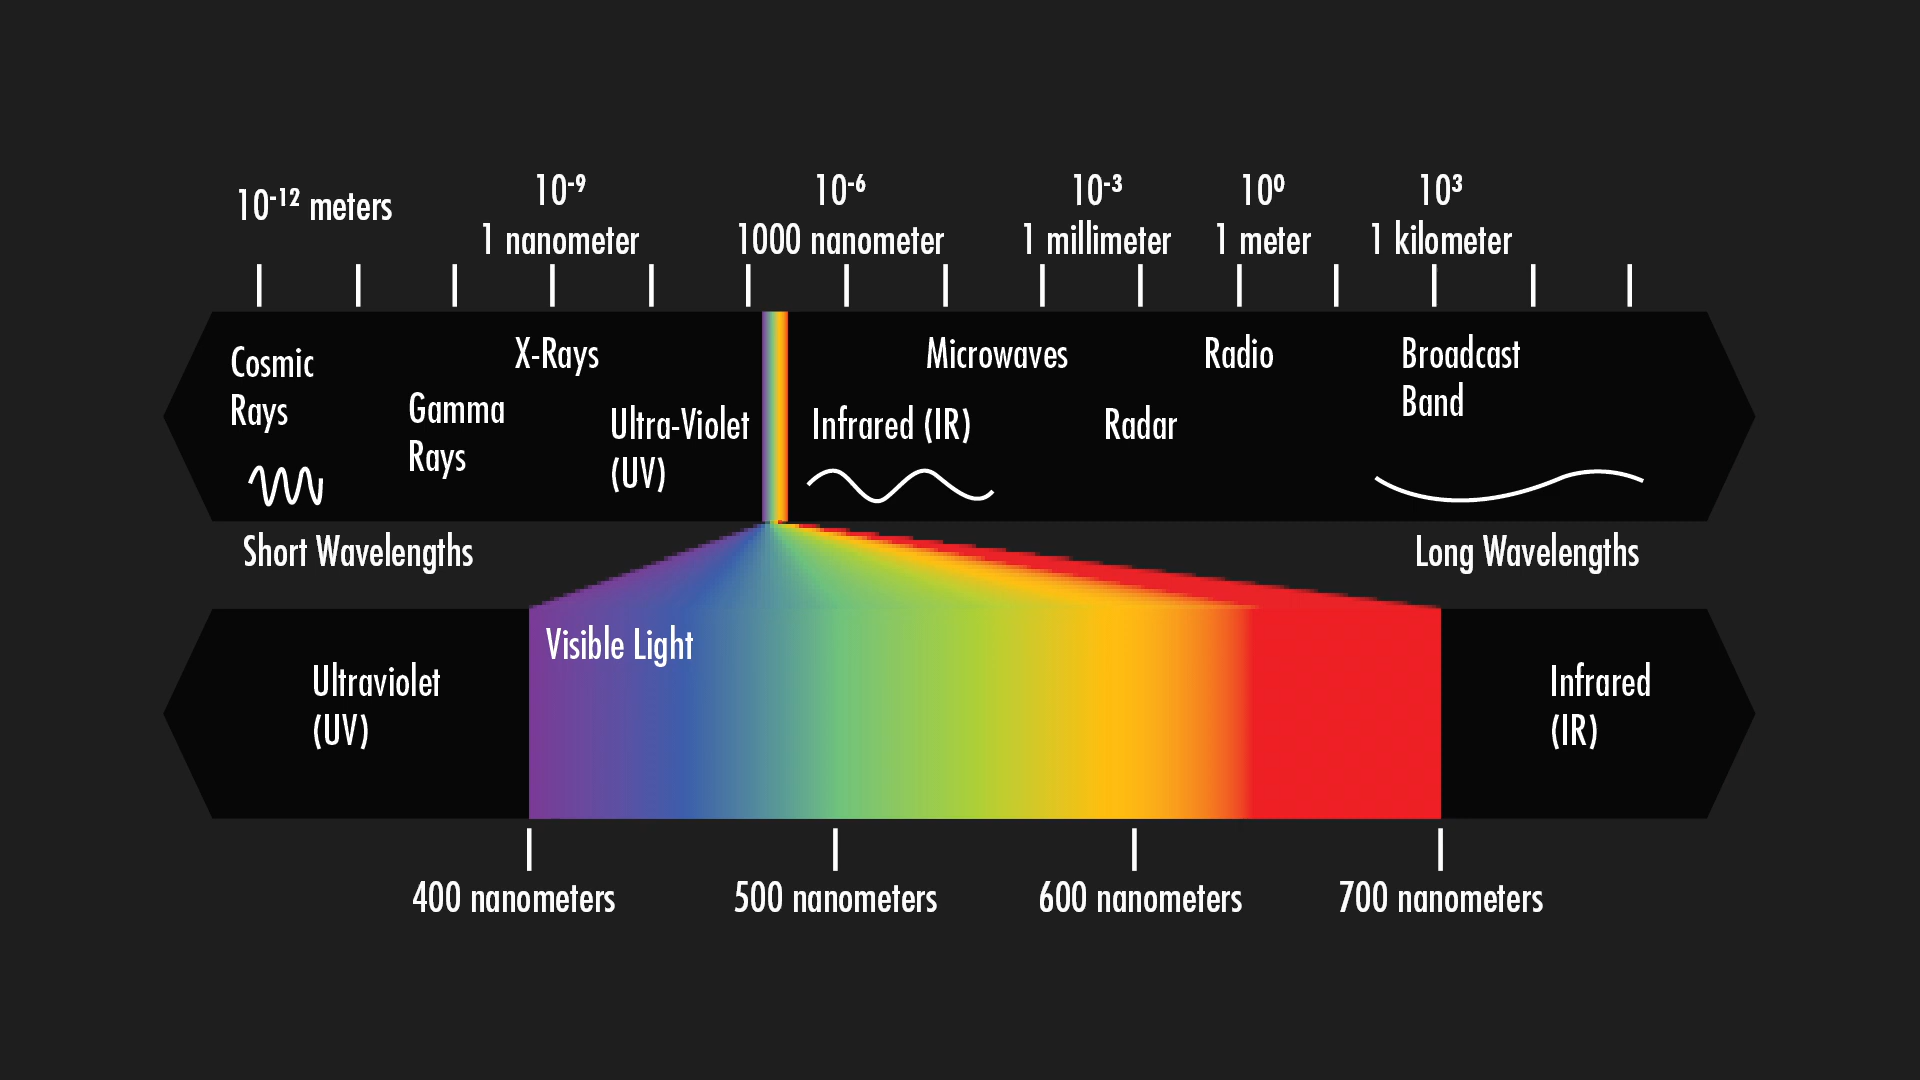 10⁻¹² meters
10⁻⁹
1 nanometer
10⁻⁶
1000 nanometer
10⁻³
1 millimeter
10⁰
1 meter
10³
1 kilometer
Cosmic
Rays
Gamma
Rays
X-Rays
Ultra-Violet
(UV)
Infrared (IR)
Microwaves
Radar
Radio
Broadcast
Band
Short Wavelengths
Long Wavelengths
Ultraviolet
(UV)
Visible Light
Infrared
(IR)
400 nanometers
500 nanometers
600 nanometers
700 nanometers